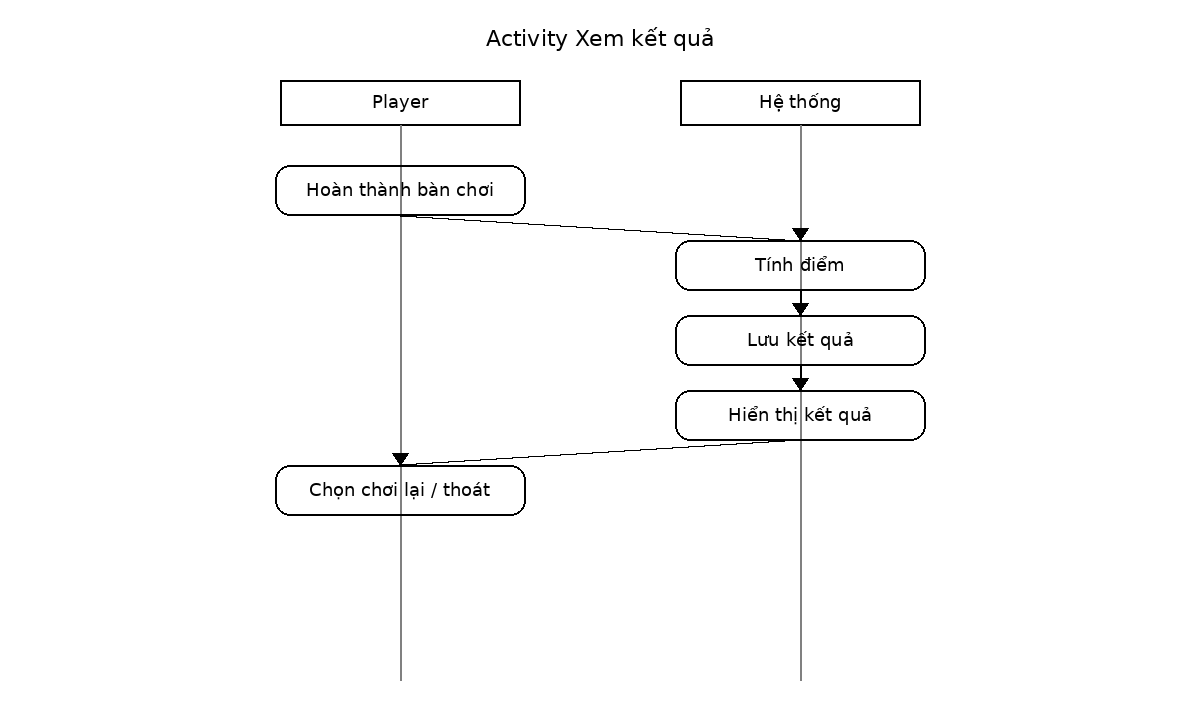 Activity Xem kết quả
Player
Hệ thống
Hoàn thành bàn chơi
Tính điểm
Lưu kết quả
Hiển thị kết quả
Chọn chơi lại / thoát